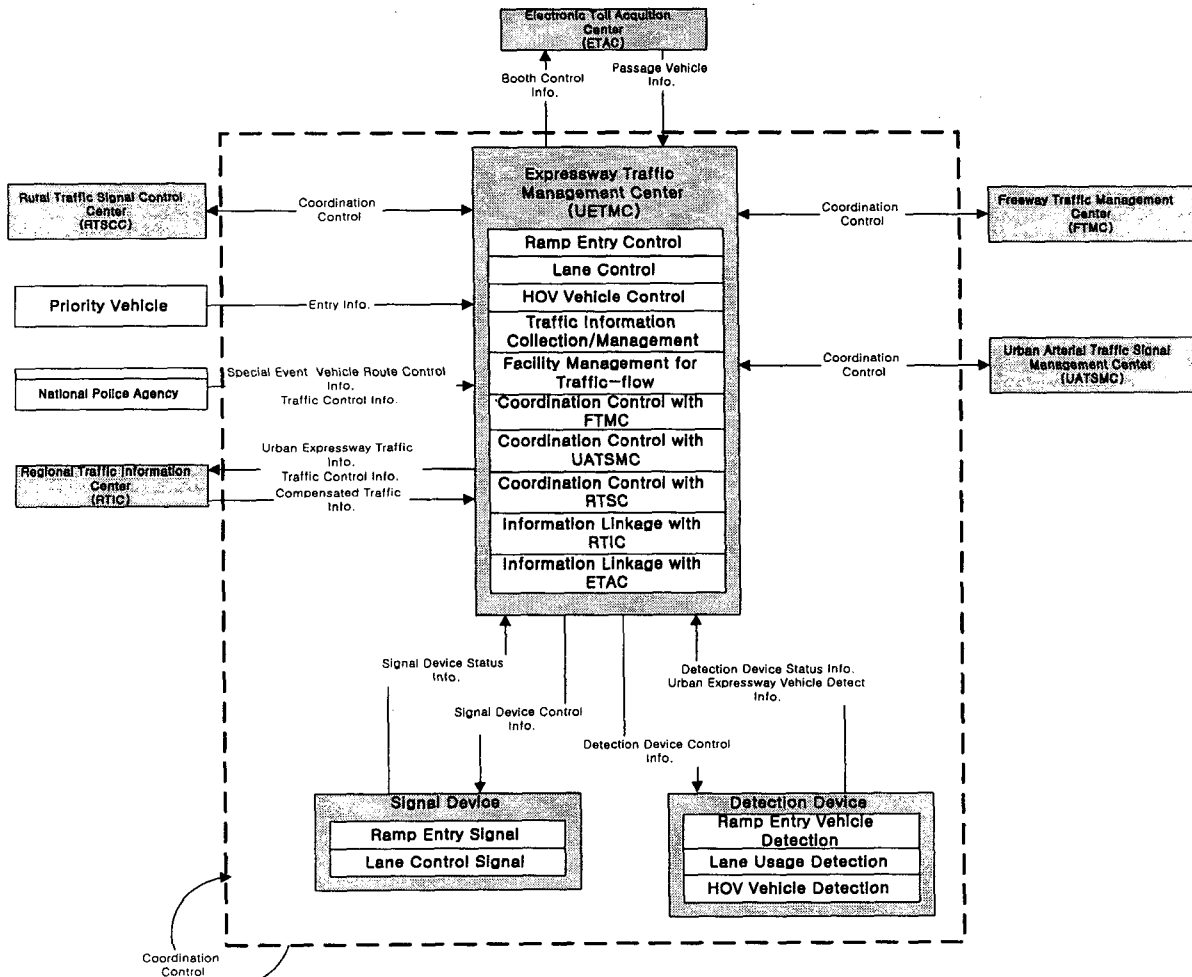 Electronic Toll Acquition
Center
(ETAC)
Booth Control
Info.
Passage Vehicle
Info.
Expressway Traffic
Management Center
(UETMC)
Rural Traffic Signal Control
Center
(RTSCC)
Coordination
Control
Coordination
Control
Freeway Traffic Management
Center
(FTMC)
Ramp Entry Control
Lane Control
HOV Vehicle Control
Traffic Information
Collection/Management
Facility Management for
Traffic-flow
Coordination Control with
FTMC
Coordination Control with
UATSMC
Coordination Control with
RTSC
Information Linkage with
RTIC
Information Linkage with
ETAC
Priority Vehicle
Entry Info.
National Police Agency
Special Event Vehicle Route Control
Info.
Traffic Control Info.
Coordination
Control
Urban Arterial Traffic Signal
Management Center
(UATSMC)
Regional Traffic Information
Center
(RTIC)
Urban Expressway Traffic
Info.
Traffic Control Info.
Compensated Traffic
Info.
Signal Device Status
Info.
Signal Device Control
Info.
Detection Device Status Info.
Urban Expressway Vehicle Detect
Info.
Detection Device Control
Info.
Signal Device
Ramp Entry Signal
Lane Control Signal
Detection Device
Ramp Entry Vehicle
Detection
Lane Usage Detection
HOV Vehicle Detection
Coordination
Control